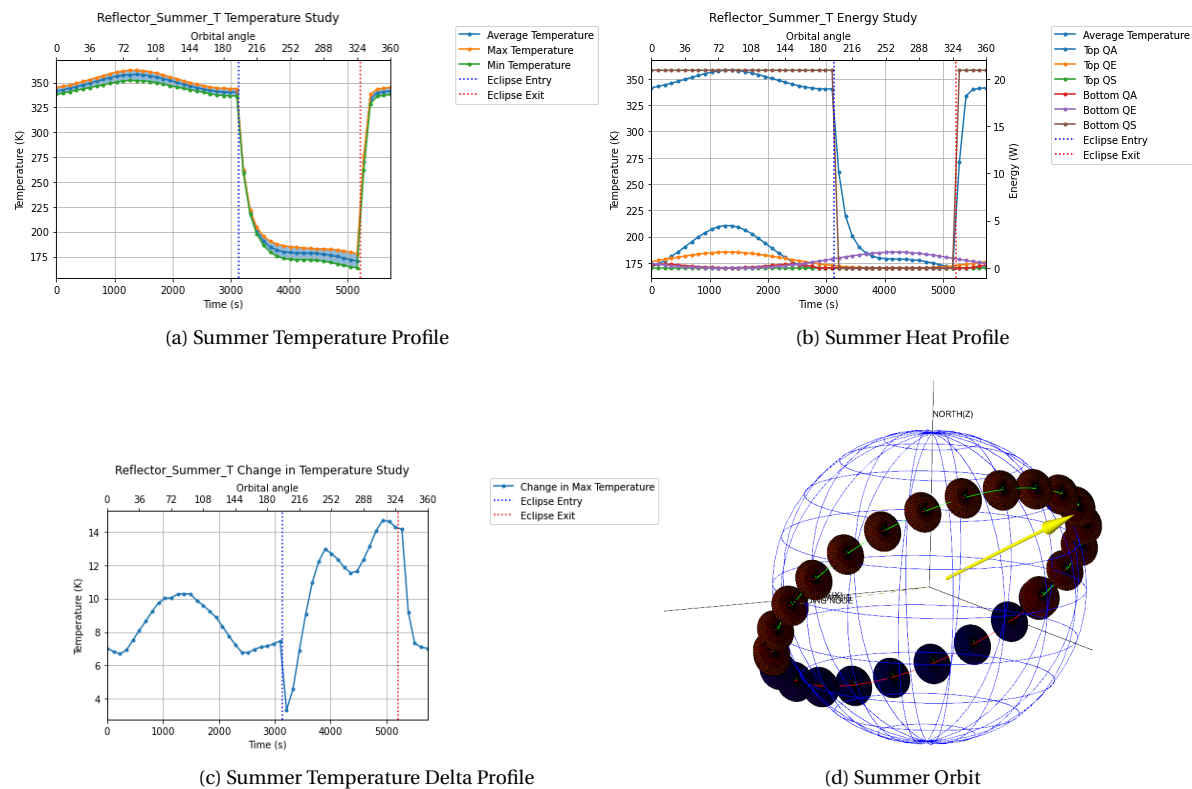 Reflector_Summer_T Temperature Study
Orbital angle
0 36 72 108 144 180 216 252 288 324 360
350
325
300
275
250
225
200
175
Temperature (K)
0 1000 2000 3000 4000 5000
Time (s)
Average Temperature
Max Temperature
Min Temperature
Eclipse Entry
Eclipse Exit
(a) Summer Temperature Profile
Reflector_Summer_T Energy Study
Orbital angle
0 36 72 108 144 180 216 252 288 324 360
350
325
300
275
250
225
200
175
Temperature (K)
20
15
10
5
0
Energy (W)
0 1000 2000 3000 4000 5000
Time (s)
Average Temperature
Top QA
Top QE
Top QS
Bottom QA
Bottom QE
Bottom QS
Eclipse Entry
Eclipse Exit
(b) Summer Heat Profile
Reflector_Summer_T Change in Temperature Study
Orbital angle
0 36 72 108 144 180 216 252 288 324 360
14
12
10
8
6
4
Temperature (K)
0 1000 2000 3000 4000 5000
Time (s)
Change in Max Temperature
Eclipse Entry
Eclipse Exit
(c) Summer Temperature Delta Profile
NORTH(Z)
NODE
(d) Summer Orbit